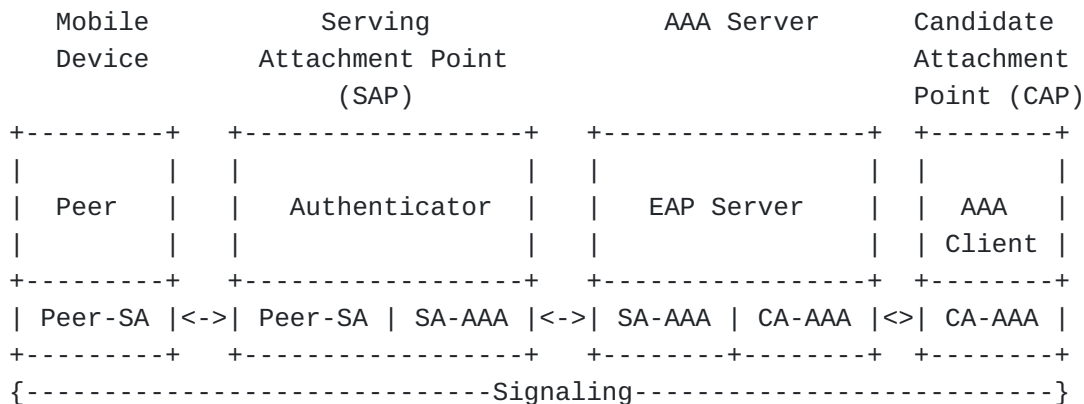 Mobile          Serving                 AAA Server      Candidate
   Device       Attachment Point                           Attachment
                     (SAP)                                 Point (CAP)
+---------+   +------------------+   +-----------------+  +--------+
|         |   |                  |   |                 |  |        |
|  Peer   |   |   Authenticator  |   |   EAP Server    |  |  AAA   |
|         |   |                  |   |                 |  | Client |
+---------+   +------------------+   +-----------------+  +--------+
| Peer-SA |<->| Peer-SA | SA-AAA |<->| SA-AAA | CA-AAA |<>| CA-AAA |
+---------+   +------------------+   +--------+--------+  +--------+
{------------------------------Signaling---------------------------}